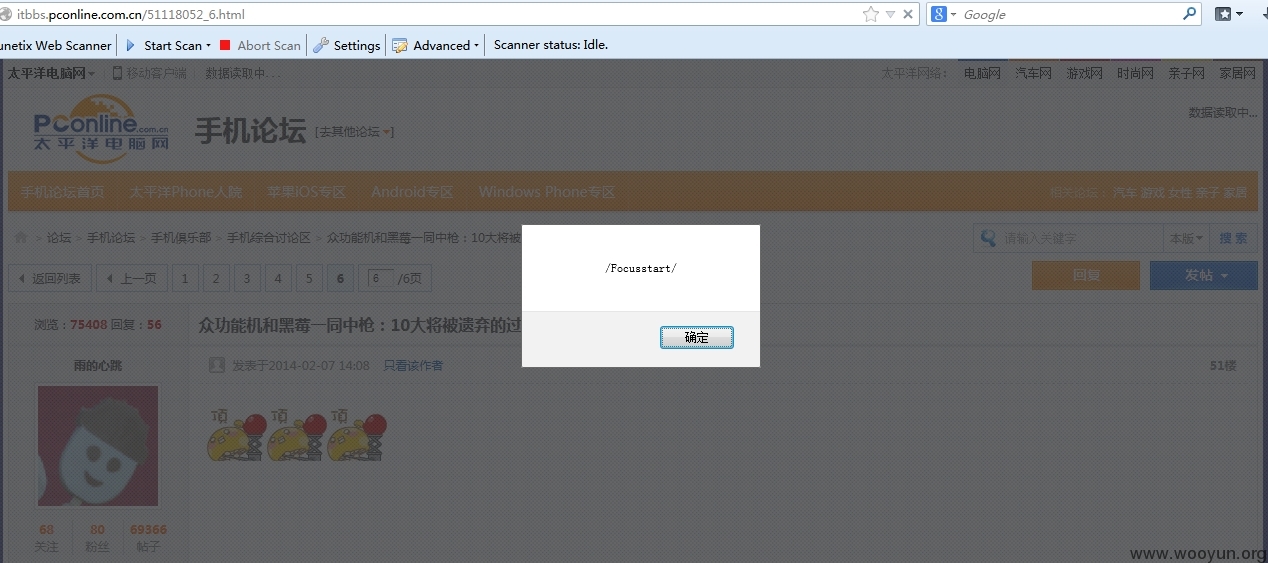 itbbs.pconline.com.cn/51118052_6.html Google
unetix Web Scanner Start Scan Abort Scan Settings Advanced Scanner status: Idle.
太平洋电脑网 移动客户端 数据读取中... 太平洋网络： 电脑网 汽车网 游戏网 时尚网 亲子网 家居网
PConline.com.cn
太平洋电脑网
手机论坛 [去其他论坛]
数据读取中...
手机论坛首页 太平洋Phone人院 苹果iOS专区 Android专区 Windows Phone专区 相关论坛： 汽车 游戏 女性 亲子 家居
> 论坛 > 手机论坛 > 手机俱乐部 > 手机综合讨论区 > 众功能机和黑莓一同中枪：10大将被
请输入关键字 本版 搜索
返回列表 上一页 1 2 3 4 5 6 6 /6页 回复 发帖
/Focusstart/
确定
浏览：75408 回复：56
众功能机和黑莓一同中枪：10大将被遗弃的过
雨的心跳
发表于2014-02-07 14:08 只看该作者 51楼
顶 顶 顶
68 80 69366
关注 粉丝 帖子
www.wooyun.org